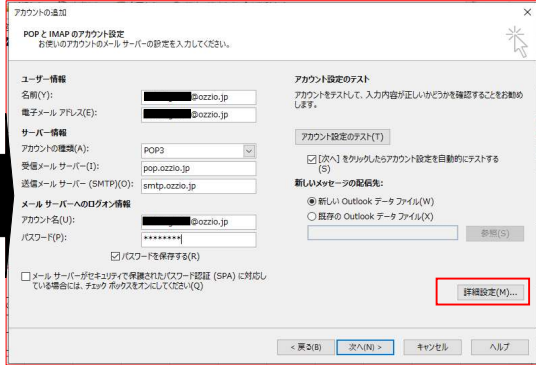 アカウントの追加
POP と IMAP のアカウント設定
お使いのアカウントのメール サーバーの設定を入力してください。
ユーザー情報
名前(Y):
@ozzio.jp
電子メール アドレス(E):
@ozzio.jp
サーバー情報
アカウントの種類(A):
POP3
受信メール サーバー(I):
pop.ozzio.jp
送信メール サーバー (SMTP)(O):
smtp.ozzio.jp
メール サーバーへのログオン情報
アカウント名(U):
@ozzio.jp
パスワード(P):
********
パスワードを保存する(R)
メール サーバーがセキュリティで保護されたパスワード認証 (SPA) に対応し
ている場合には、チェック ボックスをオンにしてください(Q)
アカウント設定のテスト
アカウントをテストして、入力内容が正しいかどうかを確認することをお勧め
します。
アカウント設定のテスト(T)
[次へ] をクリックしたらアカウント設定を自動的にテストする
(S)
新しいメッセージの配信先:
新しい Outlook データ ファイル(W)
既存の Outlook データ ファイル(X)
参照(S)
詳細設定(M)...
< 戻る(B)
次へ(N) >
キャンセル
ヘルプ